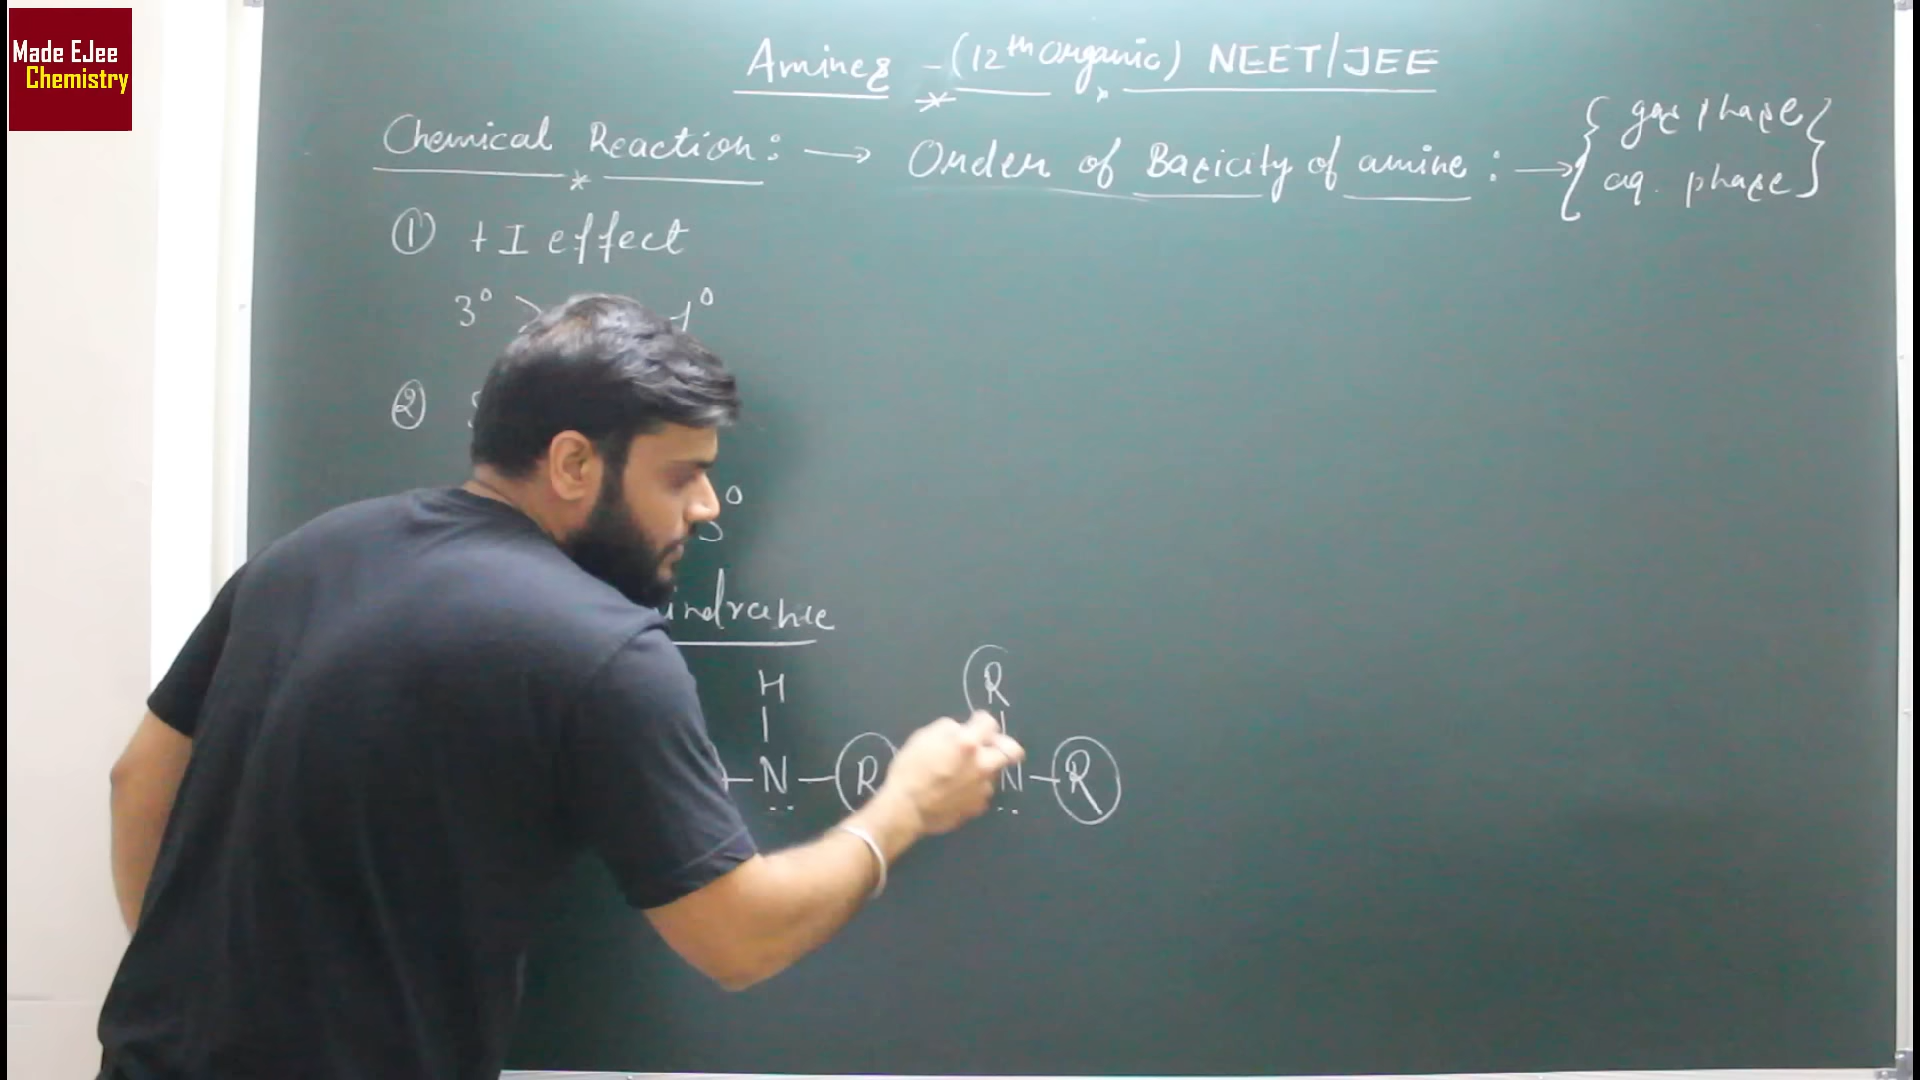 Made EJee
Chemistry
Amines - (12th Organic) NEET/JEE
Chemical Reaction: → Order of Basicity of amine: → { gas phase
aq. phase }
① + I effect
3° > 1°
②
3°
H
R
N - R
N - R